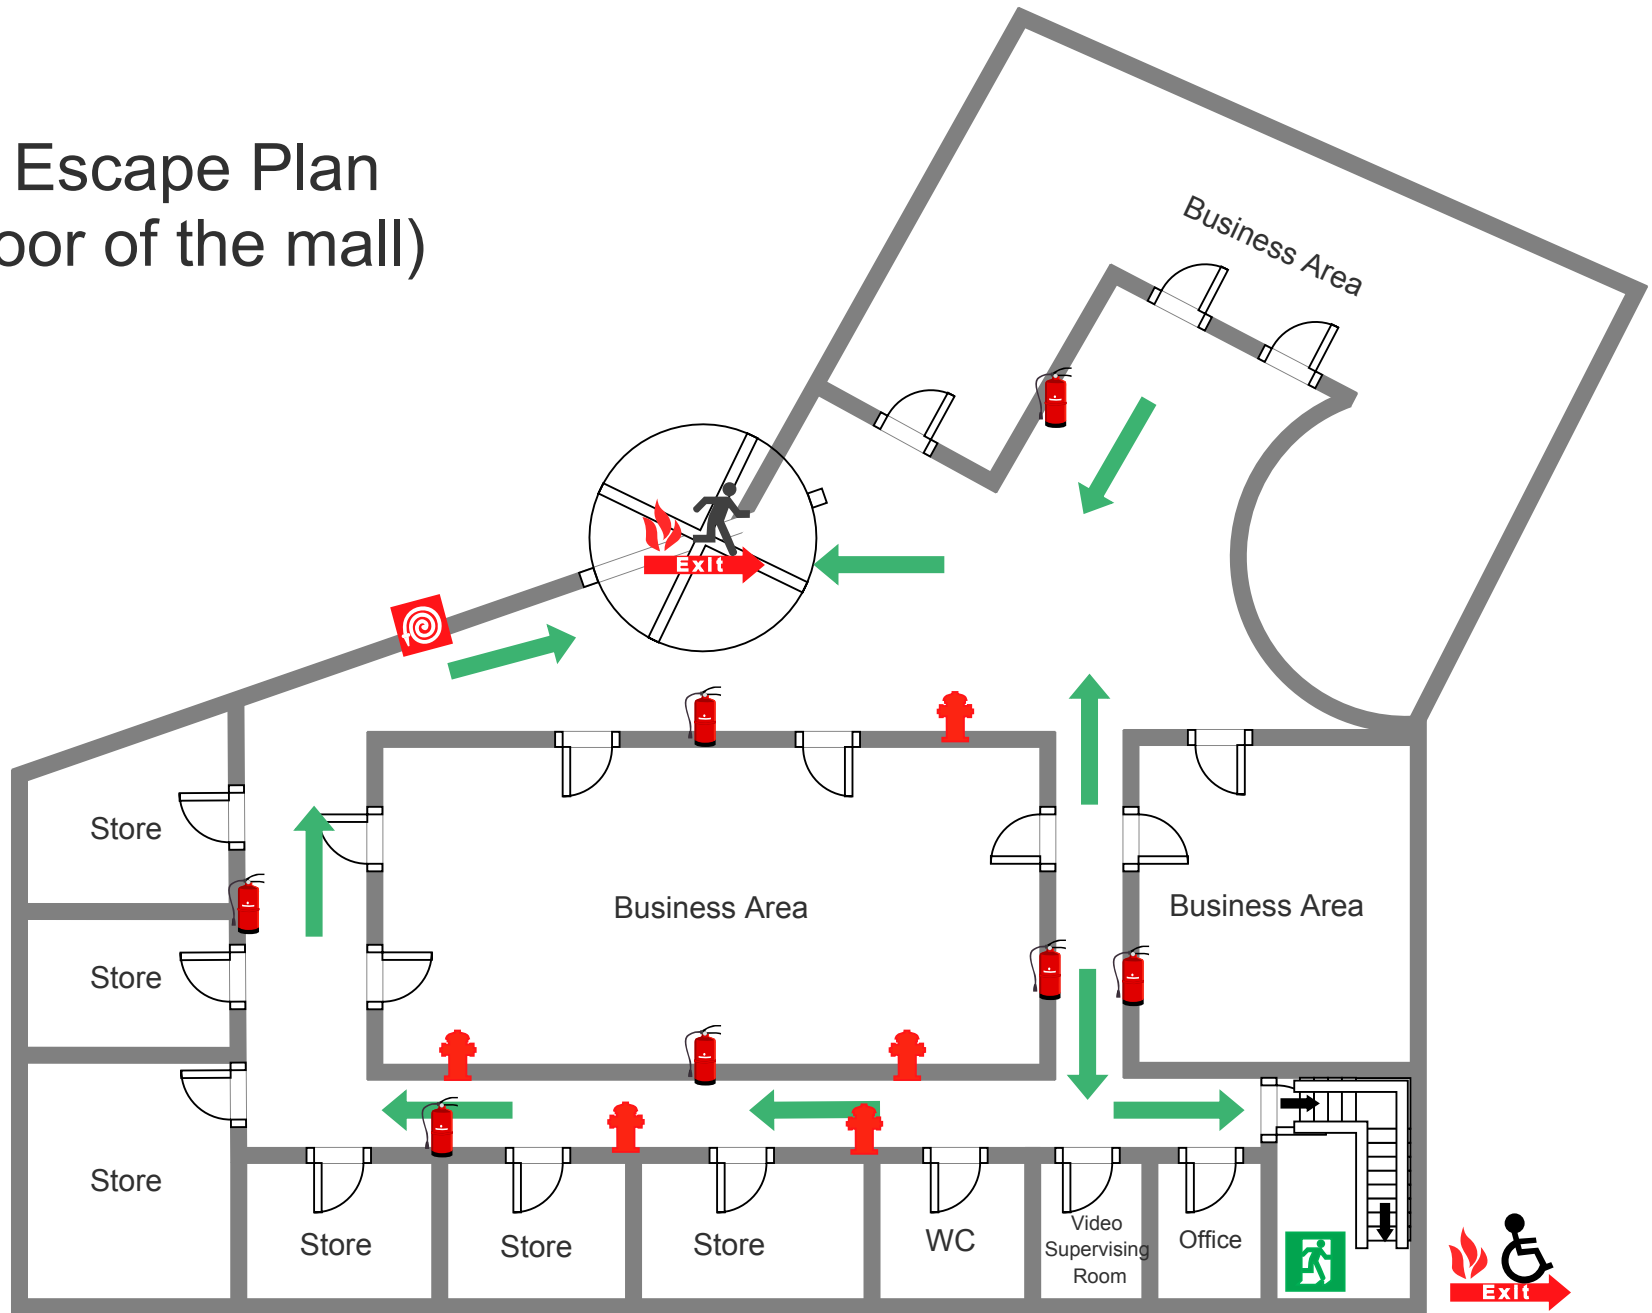 Escape Plan
oor of the mall)
Business Area
Exit
Store
Business Area
Business Area
Store
Store
Store
Store
Store
WC
Video
Supervising
Room
Office
Exit